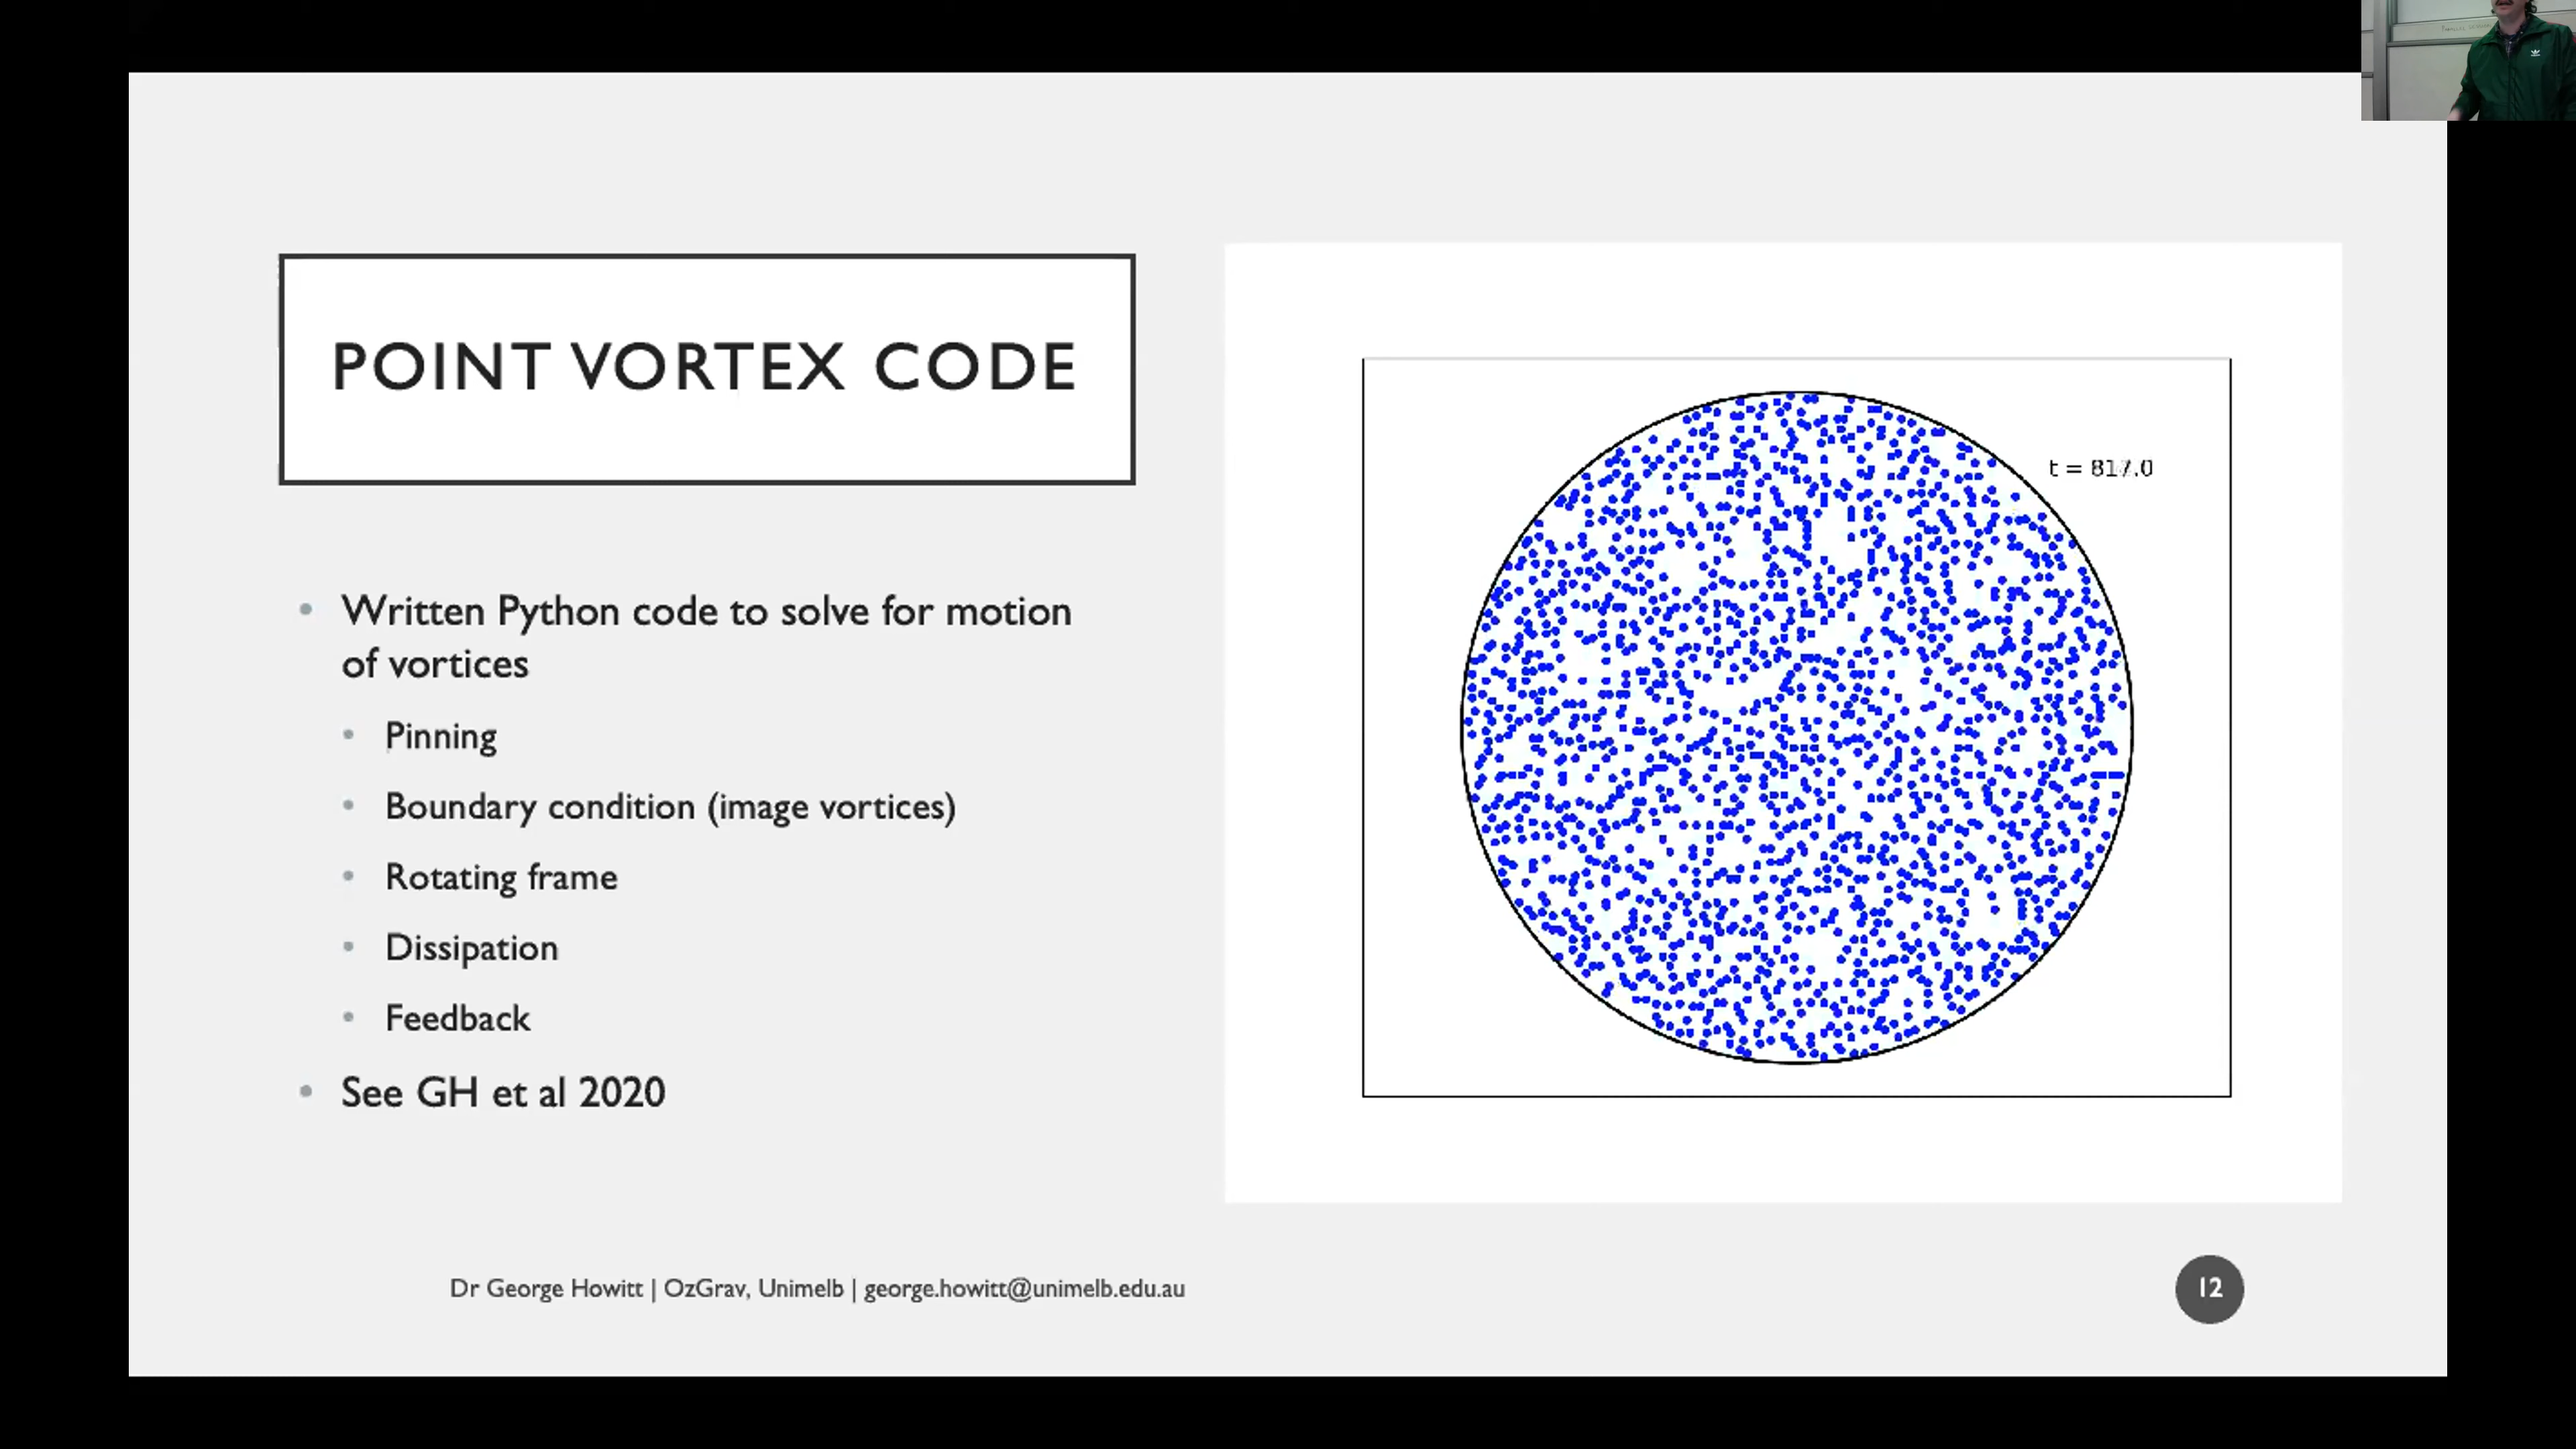 POINT VORTEX CODE
t = 817.0
• Written Python code to solve for motion
of vortices
• Pinning
• Boundary condition (image vortices)
• Rotating frame
• Dissipation
• Feedback
• See GH et al 2020
Dr George Howitt | OzGrav, Unimelb | george.howitt@unimelb.edu.au
12